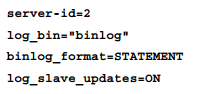 server-id=2
log_bin="binlog"
binlog_format=STATEMENT
log_slave_updates=ON